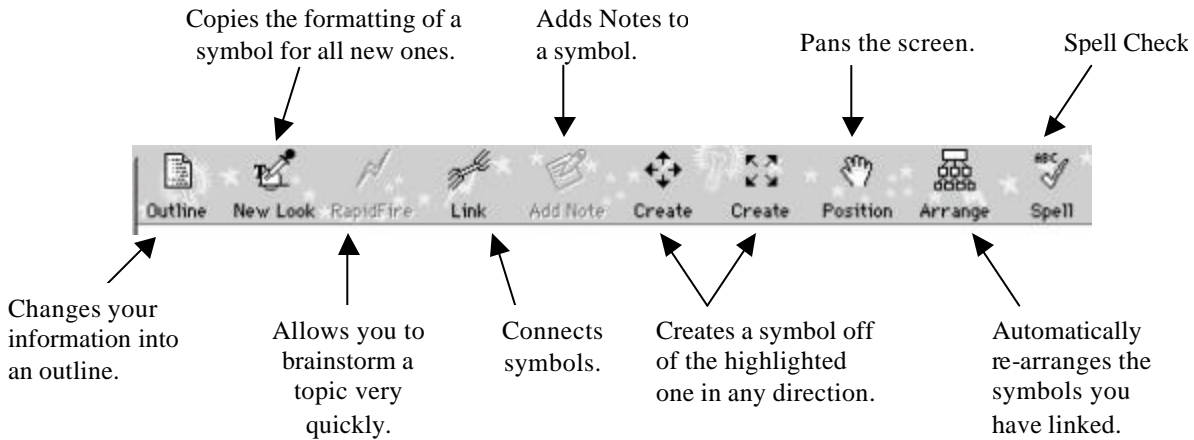 Copies the formatting of a
symbol for all new ones.
Adds Notes to
a symbol.
Pans the screen.
Spell Check
T
ABC
Outline
New Look
RapidFire
Link
Add Note
Create
Create
Position
Arrange
Spell
Changes your
information into
an outline.
Allows you to
brainstorm a
topic very
quickly.
Connects
symbols.
Creates a symbol off
of the highlighted
one in any direction.
Automatically
re-arranges the
symbols you
have linked.